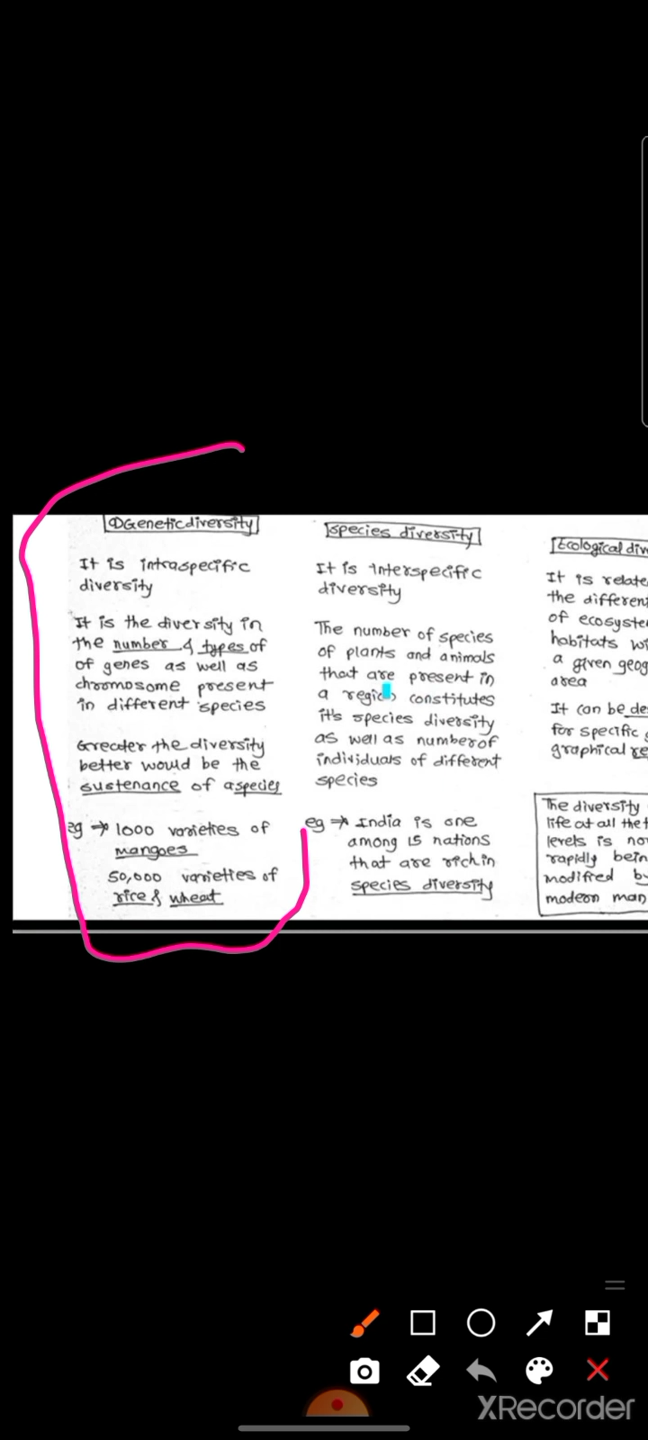 ①Genetic diversity
It is intraspecific
diversity
It is the diversity in
the number & types of
of genes as well as
chromosome present
in different species
Greater the diversity
better would be the
sustenance of a species
eg → 1000 varieties of
mangoes
50,000 varieties of
rice & wheat
species diversity
It is Interspecific
diversity
The number of species
of plants and animals
that are present in
a region constitutes
it's species diversity
as well as number of
individuals of different
species
eg → India is one
among 15 nations
that are rich in
species diversity
Ecological dive
It is relate
the different
of ecosyste
habitats wi
a given geog
area
It can be des
for specific g
graphical re
The diversity
life at all the t
levels is no
rapidly bein
modified by
modern man
XRecorder